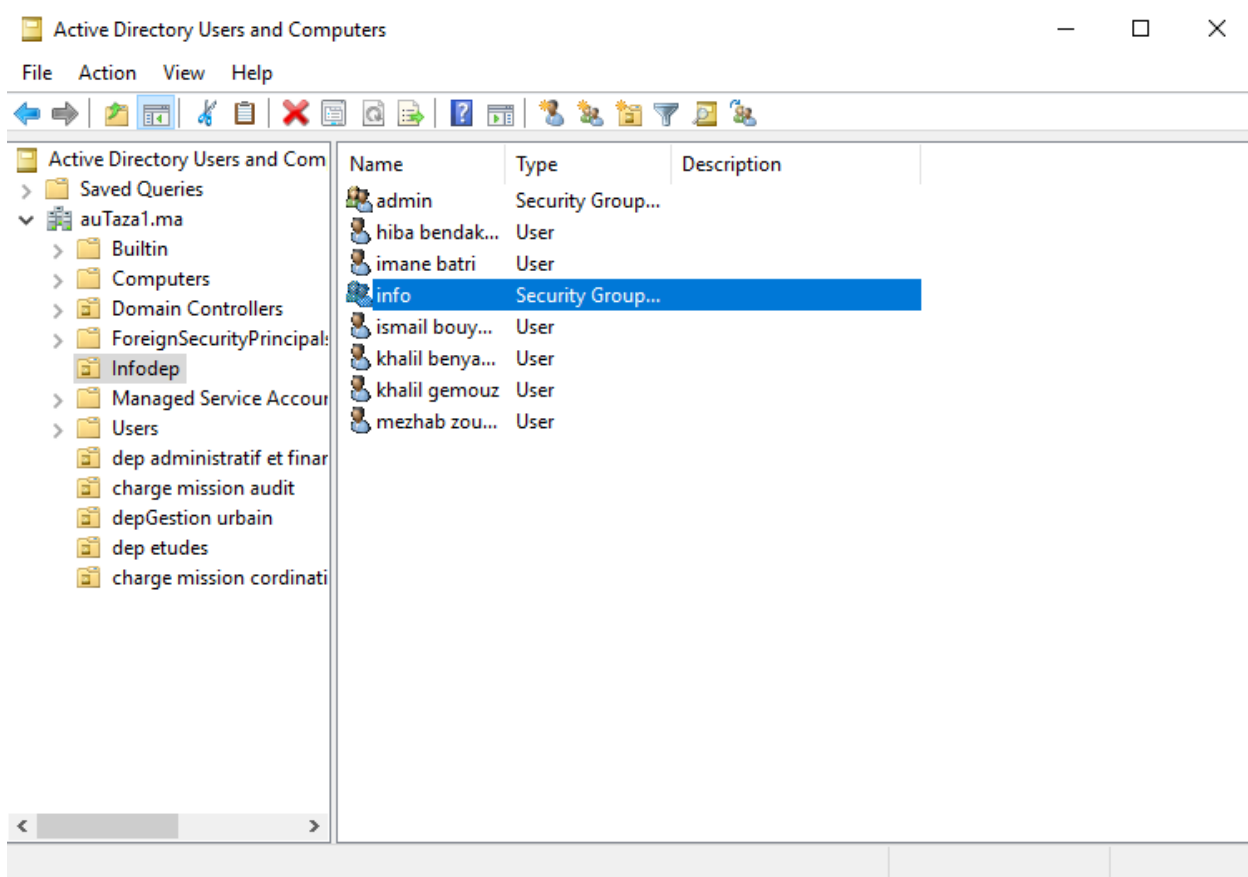 Active Directory Users and Computers
File Action View Help
Active Directory Users and Com
Saved Queries
auTaza1.ma
Builtin
Computers
Domain Controllers
ForeignSecurityPrincipals
Infodep
Managed Service Accour
Users
dep administratif et finar
charge mission audit
depGestion urbain
dep etudes
charge mission cordinati
Name Type Description
admin Security Group...
hiba bendak... User
imane batri User
info Security Group...
ismail bouy... User
khalil benya... User
khalil gemouz User
mezhab zou... User